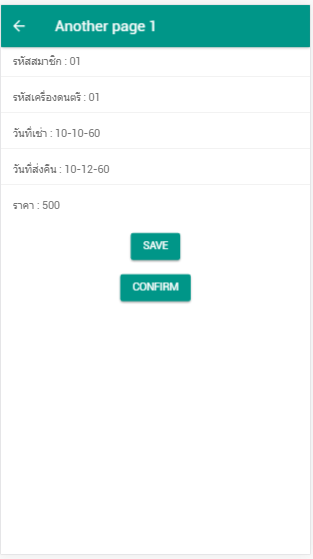 Another page 1
รหัสสมาชิก : 01
รหัสเครื่องดนตรี : 01
วันที่เช่า : 10-10-60
วันที่ส่งคืน : 10-12-60
ราคา : 500
SAVE
CONFIRM